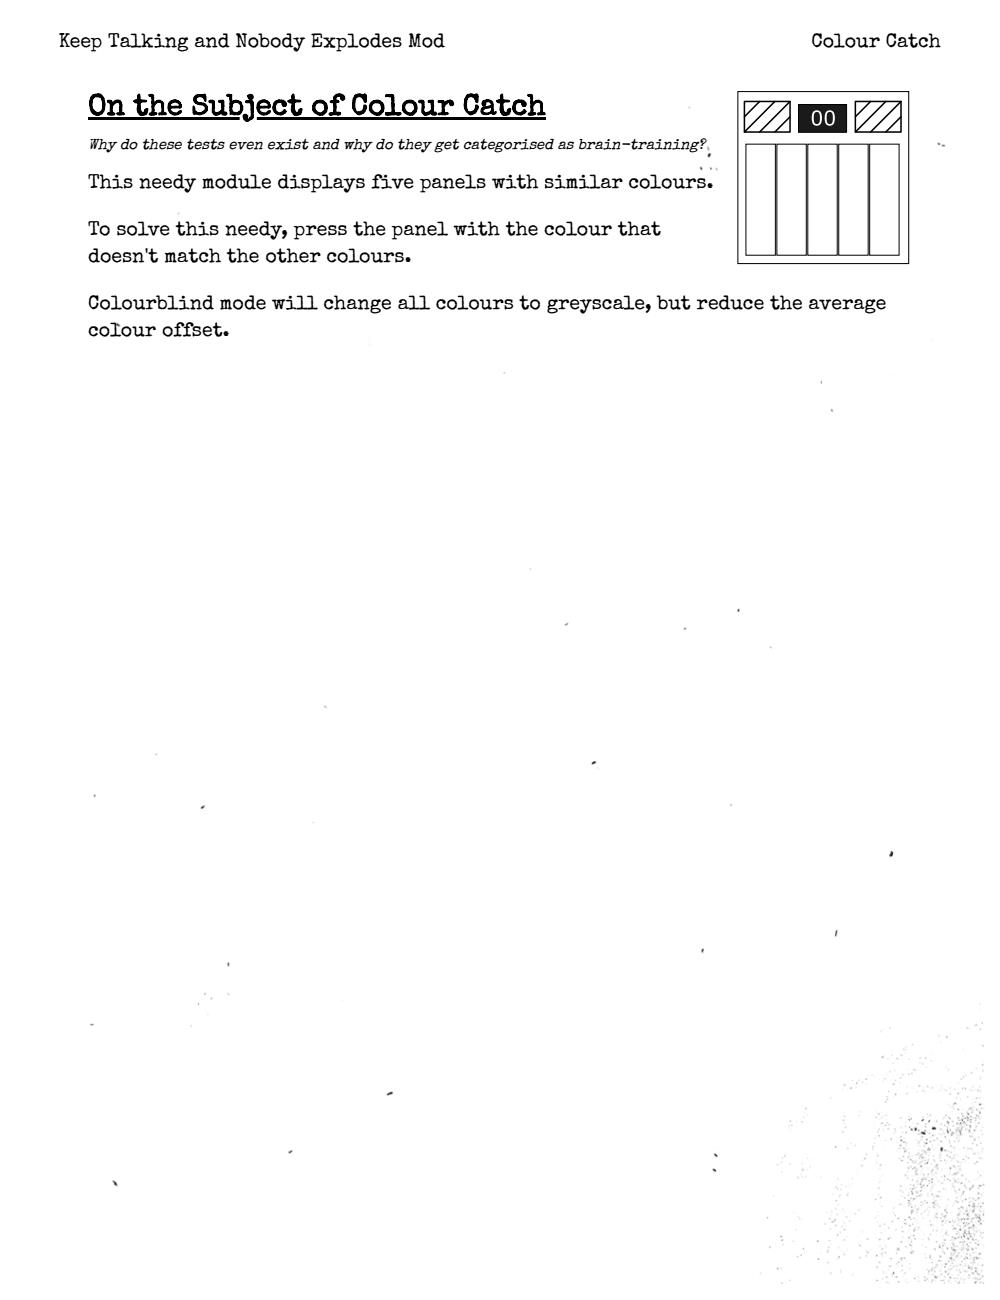 Keep Talking and Nobody Explodes Mod
Colour Catch
On the Subject of Colour Catch
Why do these tests even exist and why do they get categorised as brain-training?
00
This needy module displays five panels with similar colours.
To solve this needy, press the panel with the colour that
doesn't match the other colours.
Colourblind mode will change all colours to greyscale, but reduce the average
colour offset.